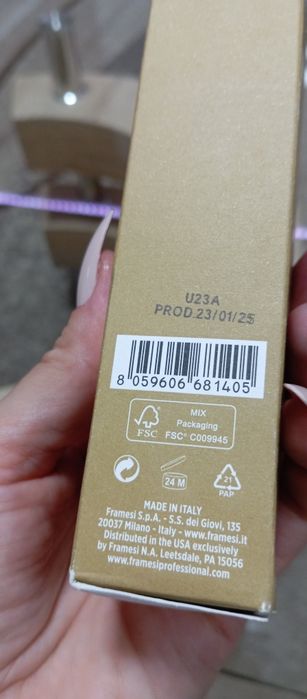 U23A
PROD.23/01/25
8 059606 681405
FSC
MIX
Packaging
FSC® C009945
24 M
21
PAP
MADE IN ITALY
Framesi S.p.A. - S.S. dei Giovi, 135
20037 Milano - Italy - www.framesi.it
Distributed in the USA exclusively
by Framesi N.A. Leetsdale, PA 15056
www.framesiprofessional.com